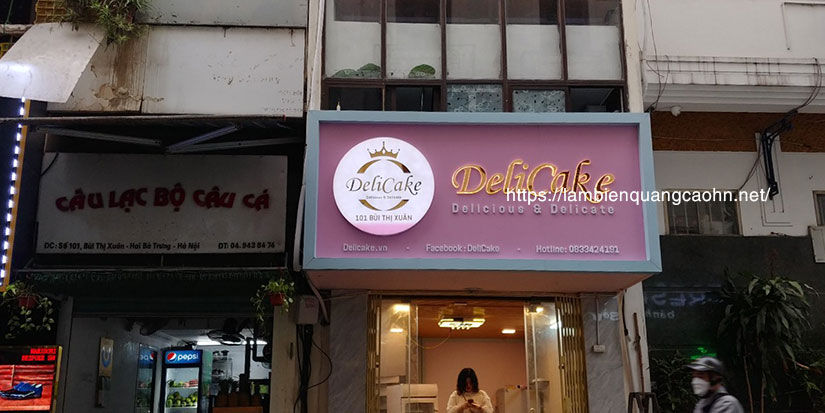 CÂU LẠC BỘ CÂU CÁ
ĐC: Số 101, Bùi Thị Xuân - Hai Bà Trưng - Hà Nội
DeliCake
Delicious & Delicate
101 BÙI THỊ XUÂN
DeliCake
https://lambienquangcaohn.net/
Delicious & Delicate
Delicake.vn - Facebook: DeliCake - Hotline: 0833424191
pepsi